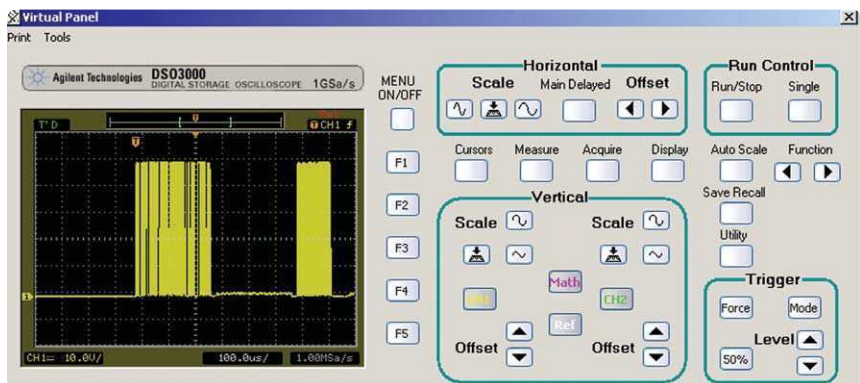 Virtual Panel
Print Tools
Agilent Technologies DSO3000
DIGITAL STORAGE OSCILLOSCOPE 1GSa/s
MENU
ON/OFF
T'D
CH1
CH1= 10.0V/ 100.0us/ 1.00MSa/s
F1
F2
F3
F4
F5
Horizontal
Scale Main Delayed Offset
Run Control
Run/Stop Single
Cursors Measure Acquire Display
Auto Scale Function
Save Recall
Utility
Vertical
Scale Scale
Math
CH1 CH2
Ref
Offset Offset
Trigger
Force Mode
Level
50%